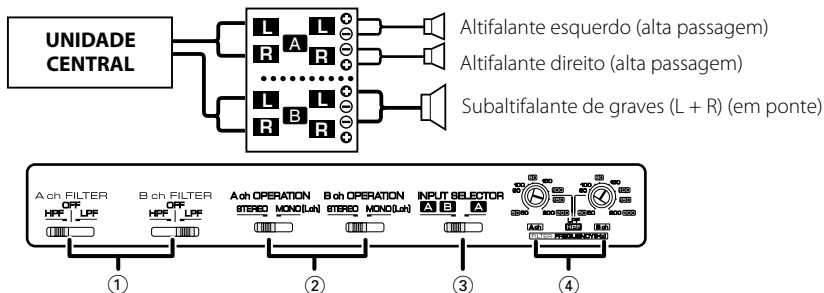 UNIDADE CENTRAL
L A L
R R
L B L
R R
Altifalante esquerdo (alta passagem)
Altifalante direito (alta passagem)
Subaltifalante de graves (L + R) (em ponte)
A ch FILTER
OFF
HPF LPF
B ch FILTER
OFF
HPF LPF
A ch OPERATION
STEREO MONO(Lch)
B ch OPERATION
STEREO MONO(Lch)
INPUT SELECTOR
A B A
LPF
HPF
A ch B ch
FILTER FREQUENCY(Hz)
① ② ③ ④